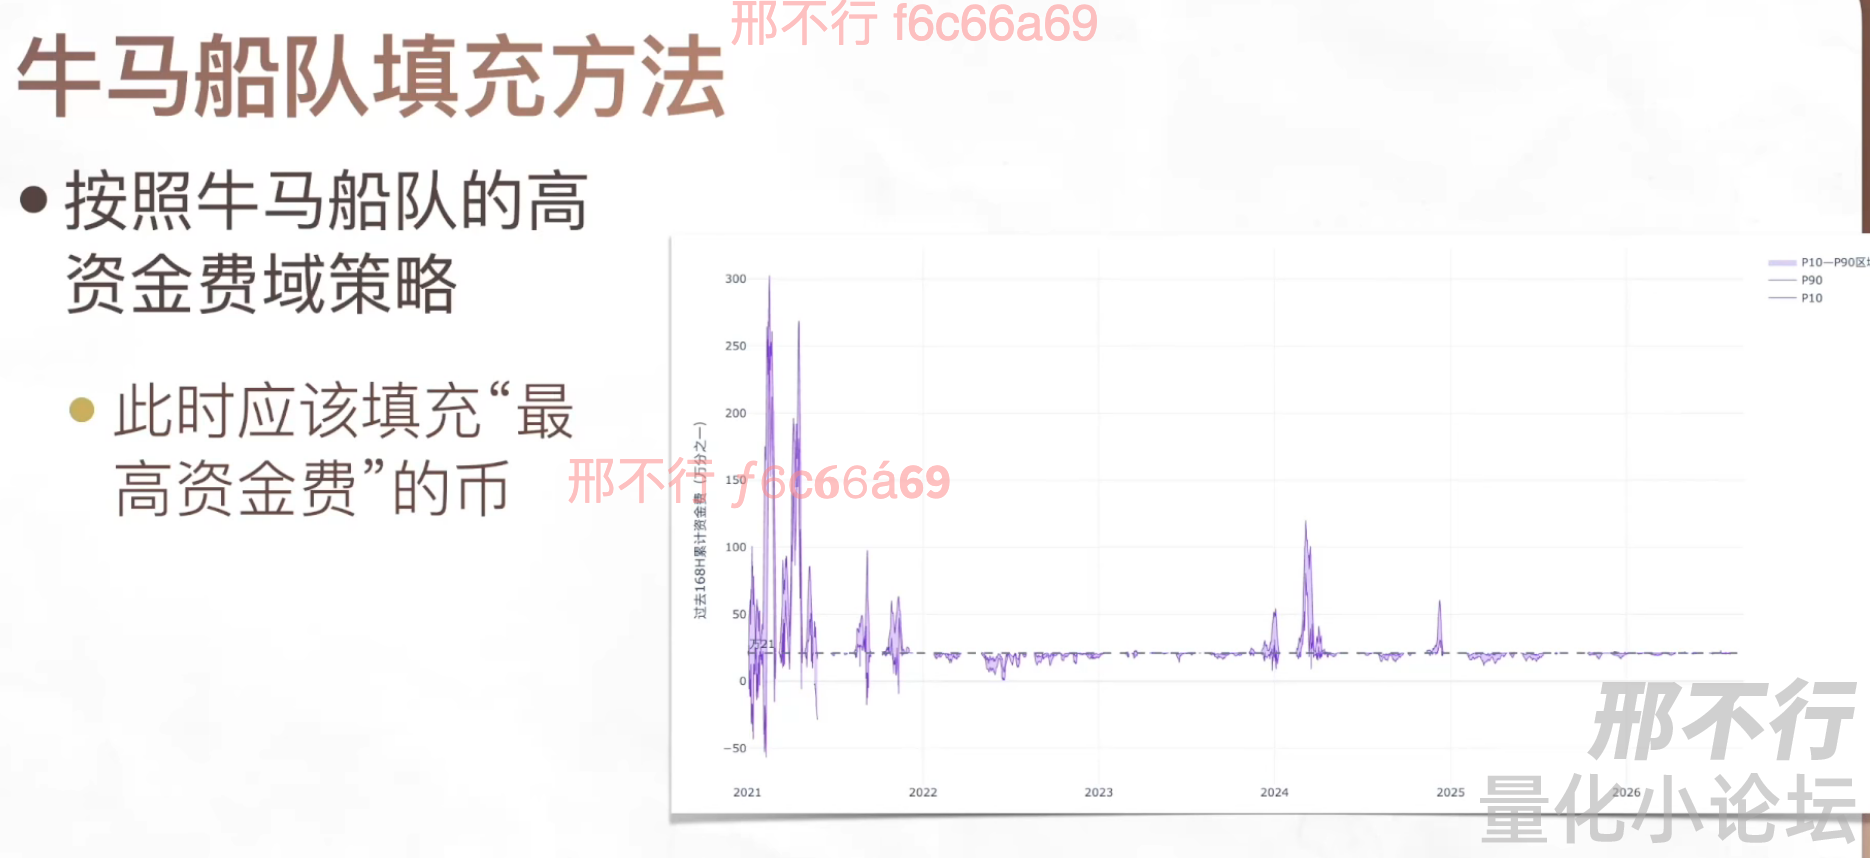 邢不行 f6c66a69
牛马船队填充方法
按照牛马船队的高
资金费域策略
此时应该填充“最
高资金费”的币
邢不行 f6c66á69
P10—P90区
P90
P10
过去168H累计资金费（万分之一）
300
250
200
150
100
50
0
−50
万21
2021
2022
2023
2024
2025
2026
邢不行
量化小论坛